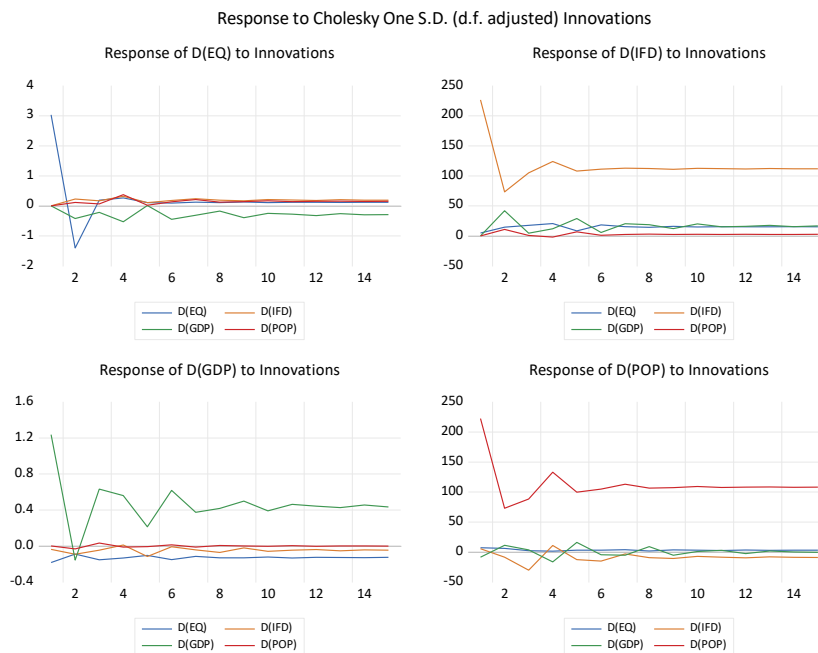 Response to Cholesky One S.D. (d.f. adjusted) Innovations
Response of D(EQ) to Innovations
4
3
2
1
0
-1
-2
2 4 6 8 10 12 14
D(EQ) D(IFD)
D(GDP) D(POP)
Response of D(IFD) to Innovations
250
200
150
100
50
0
-50
2 4 6 8 10 12 14
D(EQ) D(IFD)
D(GDP) D(POP)
Response of D(GDP) to Innovations
1.6
1.2
0.8
0.4
0.0
-0.4
2 4 6 8 10 12 14
D(EQ) D(IFD)
D(GDP) D(POP)
Response of D(POP) to Innovations
250
200
150
100
50
0
-50
2 4 6 8 10 12 14
D(EQ) D(IFD)
D(GDP) D(POP)